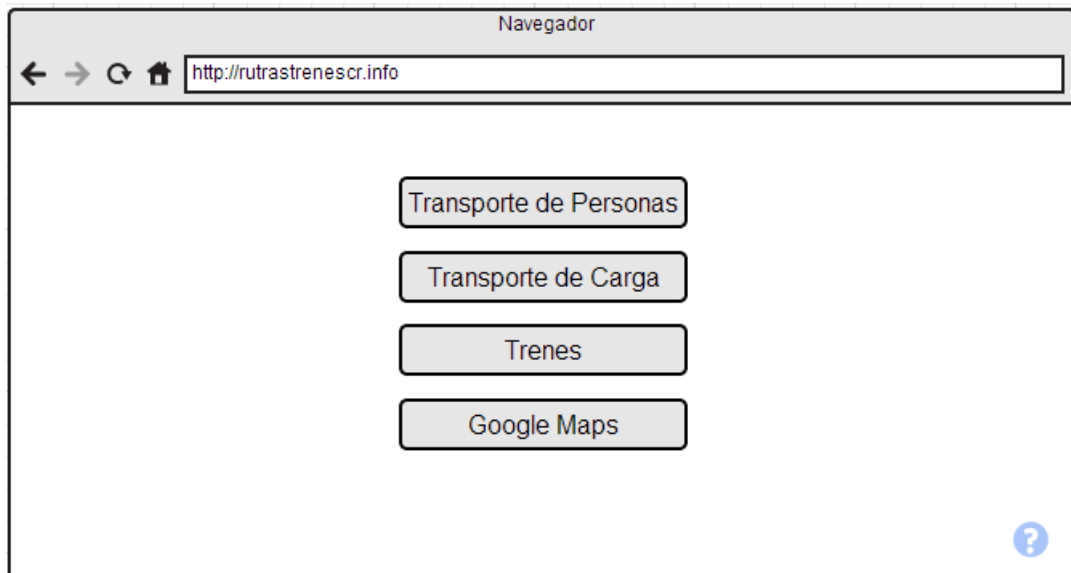 Navegador
http://rutrastrenescr.info
Transporte de Personas
Transporte de Carga
Trenes
Google Maps
?